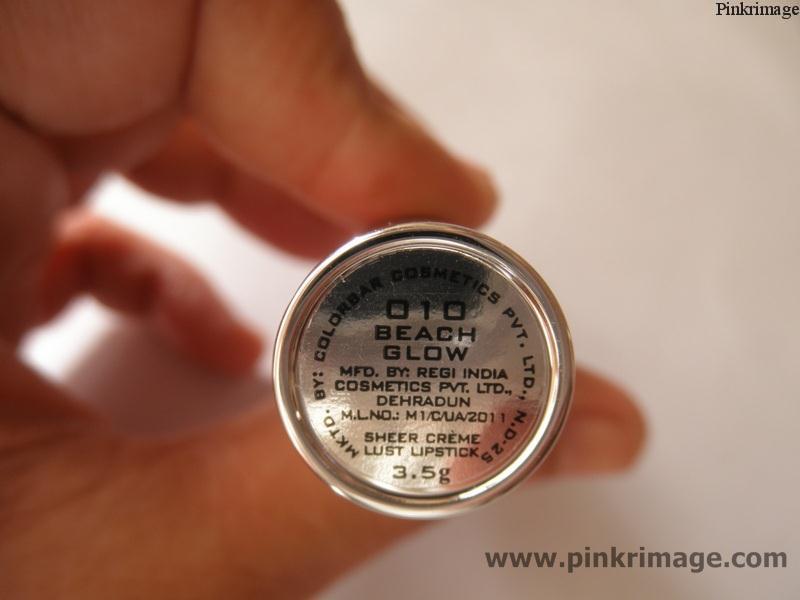 Pinkrimage
MKTD. BY: COLORBAR COSMETICS PVT. LTD., N.D-25
010
BEACH
GLOW
MFD. BY: REGI INDIA
COSMETICS PVT. LTD.,
DEHRADUN
M.L.NO.: M1/C/UA/2011
SHEER CRÈME
LUST LIPSTICK
3.5g
www.pinkrimage.com